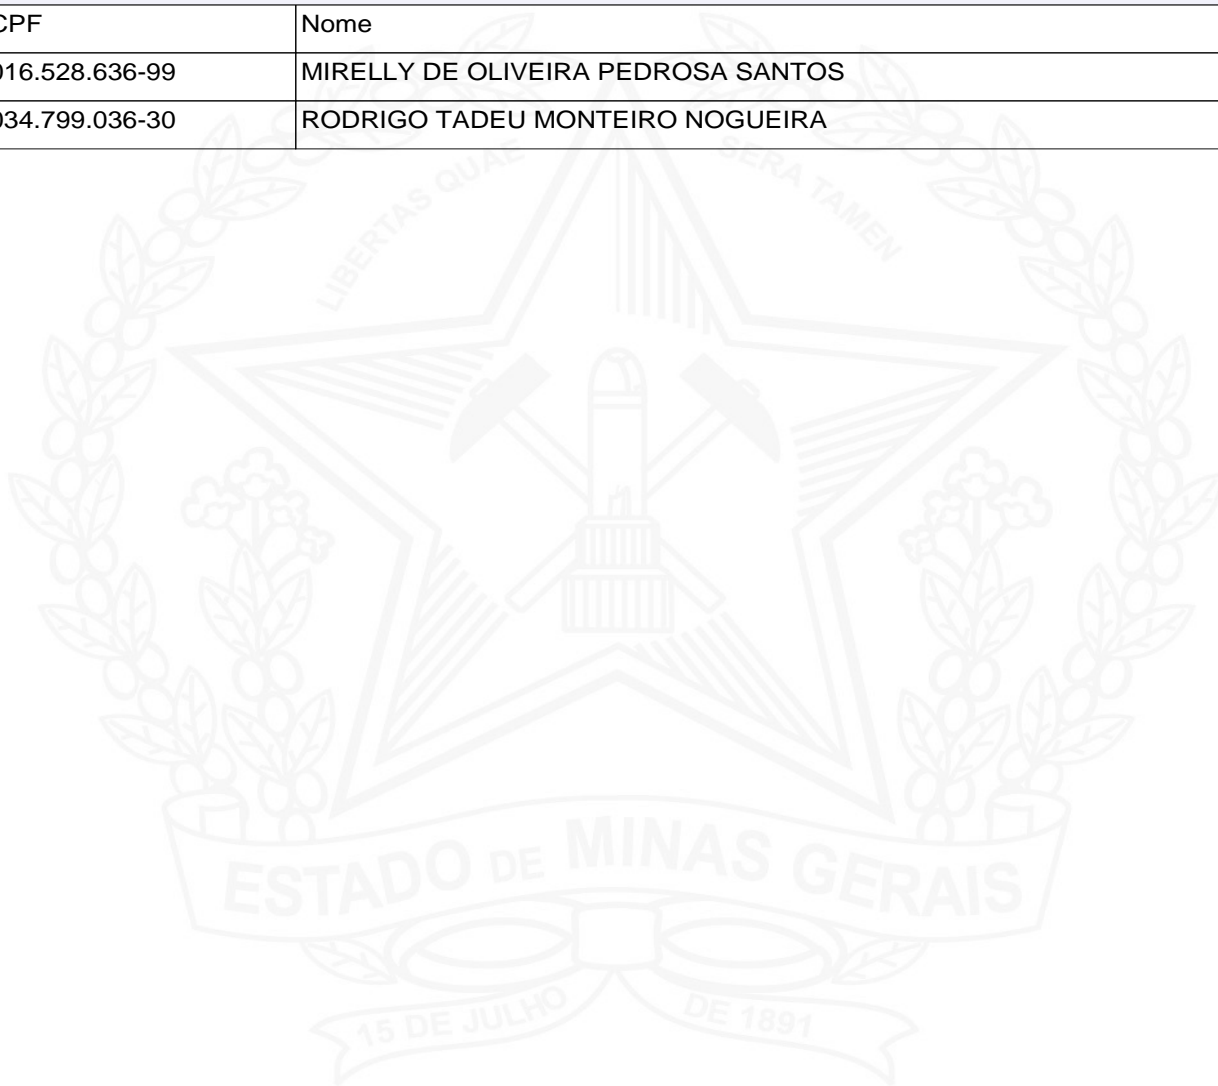 CPF Nome
016.528.636-99 MIRELLY DE OLIVEIRA PEDROSA SANTOS
034.799.036-30 RODRIGO TADEU MONTEIRO NOGUEIRA
LIBERTAS QUAE SERA TAMEN
ESTADO DE MINAS GERAIS
15 DE JULHO DE 1891